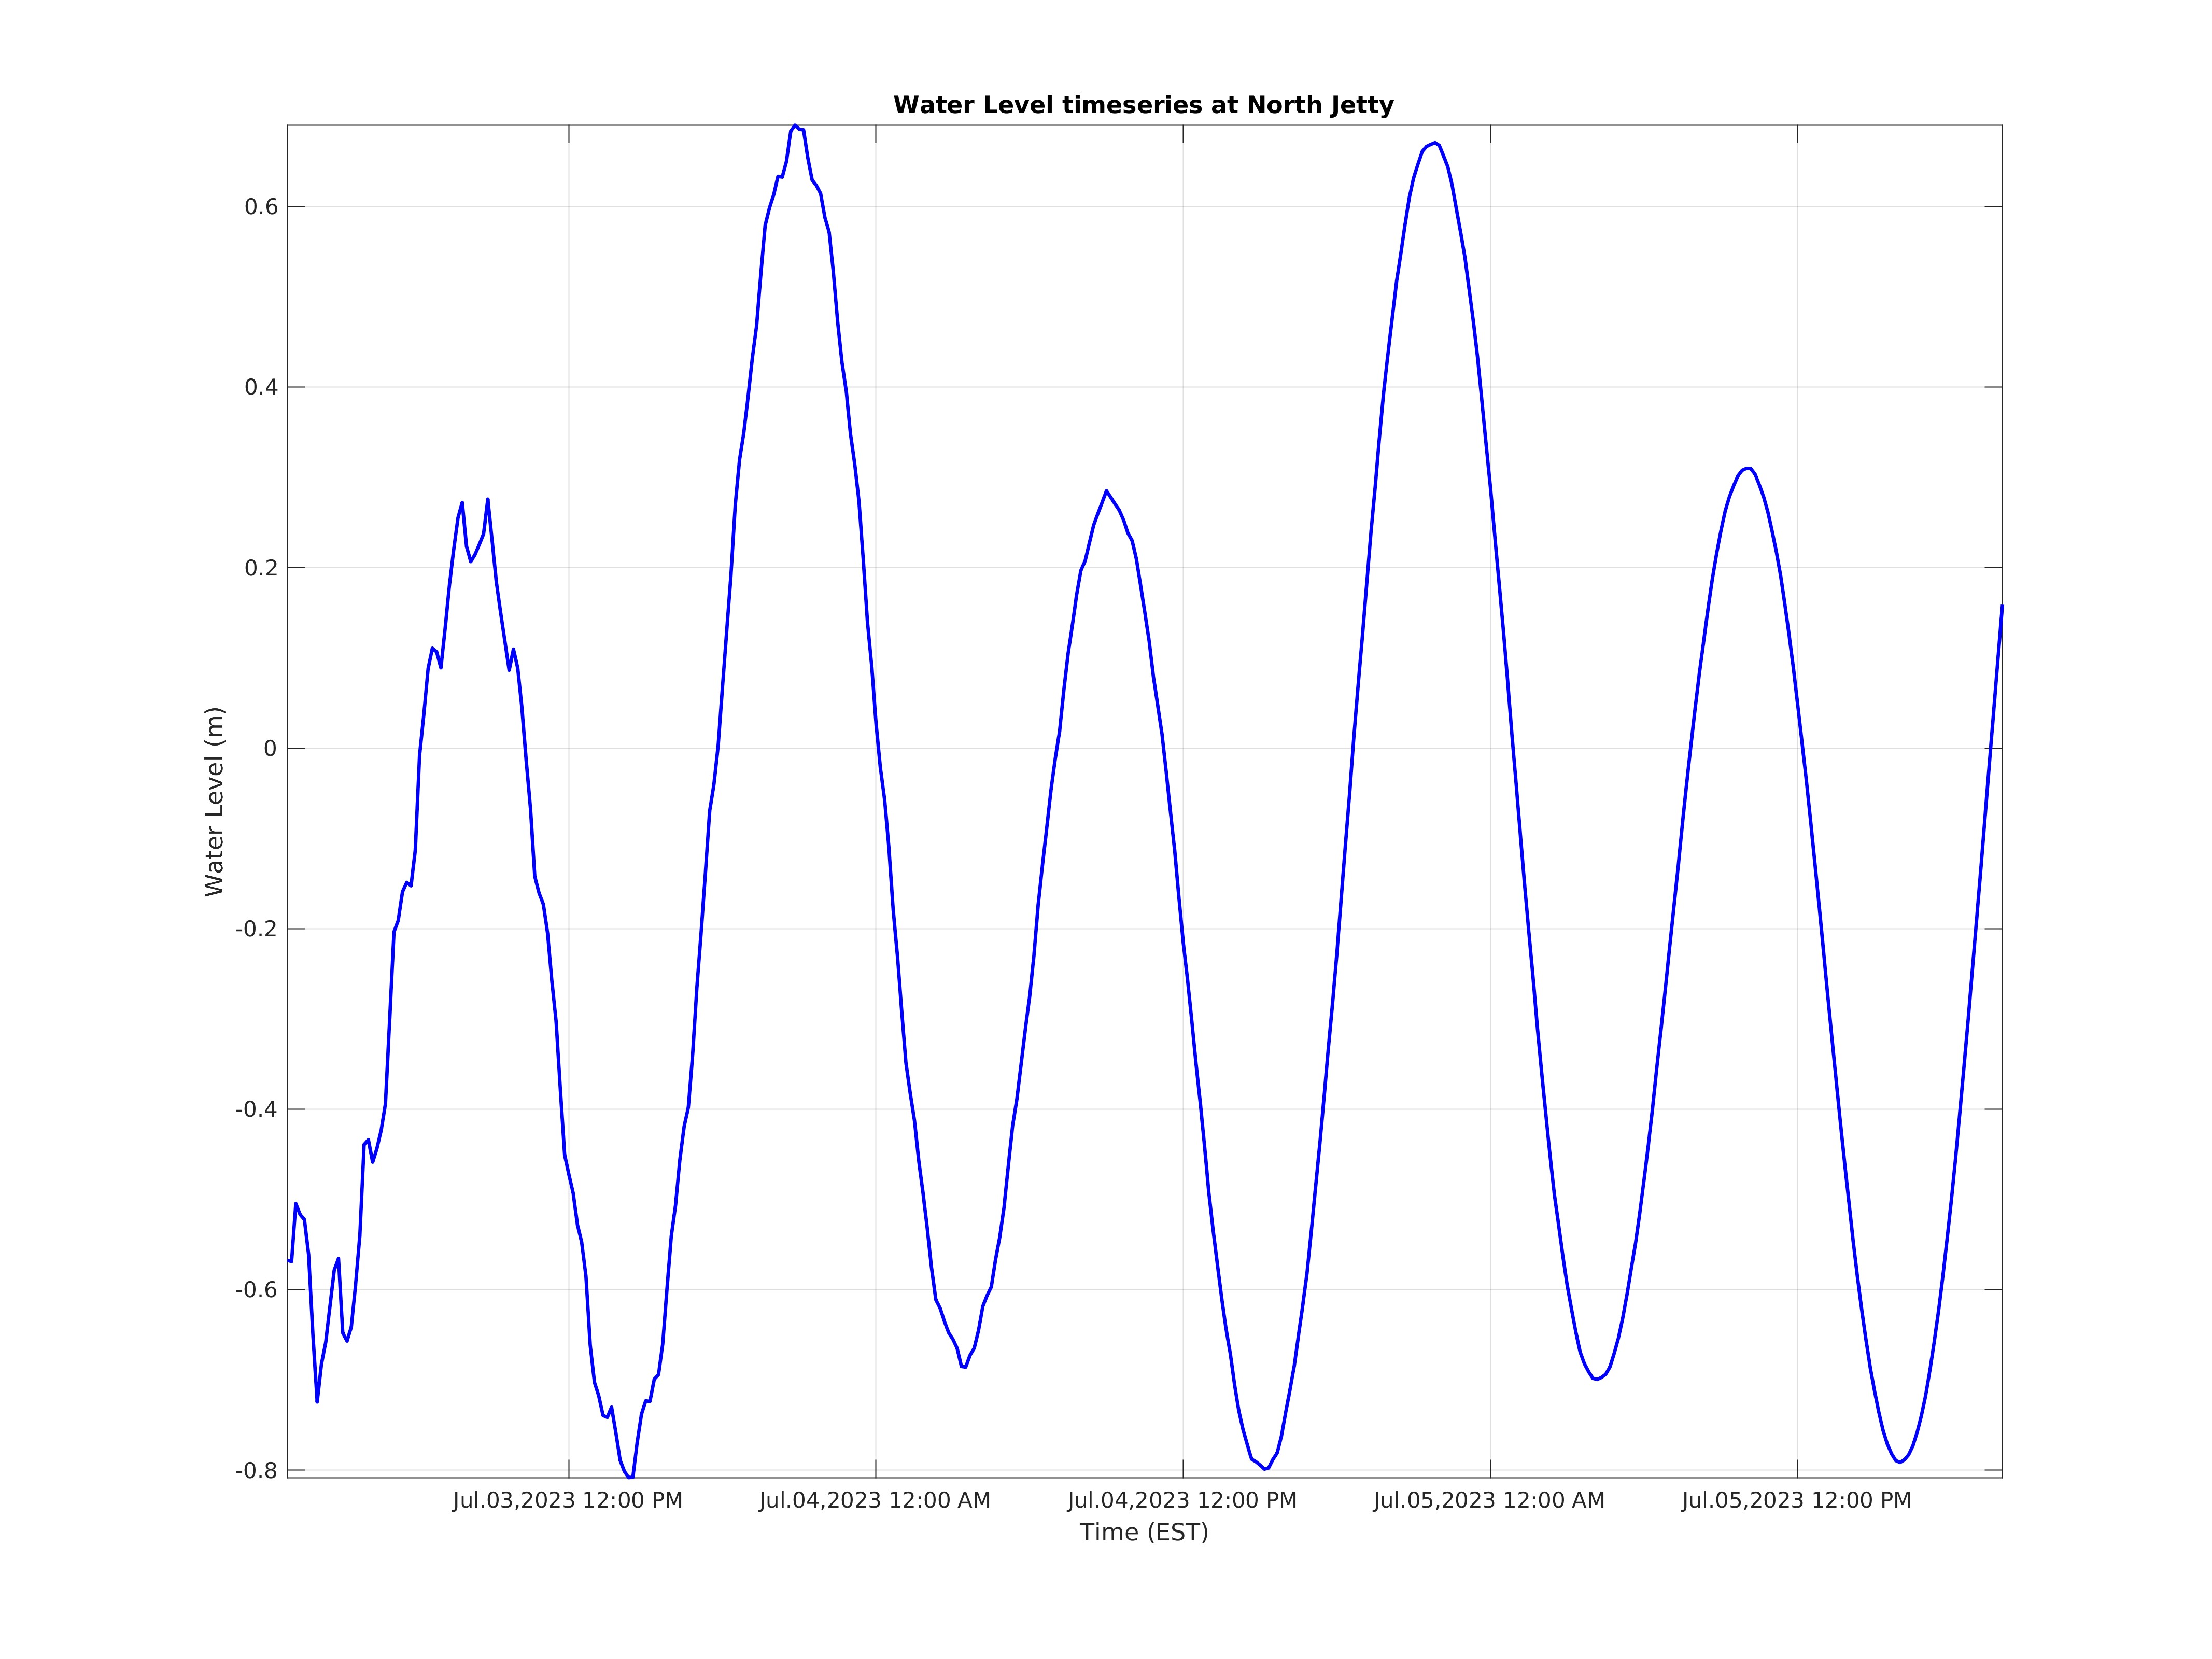 Water Level timeseries at North Jetty
Water Level (m)
0.6
0.4
0.2
0
-0.2
-0.4
-0.6
-0.8
Jul.03,2023 12:00 PM
Jul.04,2023 12:00 AM
Jul.04,2023 12:00 PM
Jul.05,2023 12:00 AM
Jul.05,2023 12:00 PM
Time (EST)